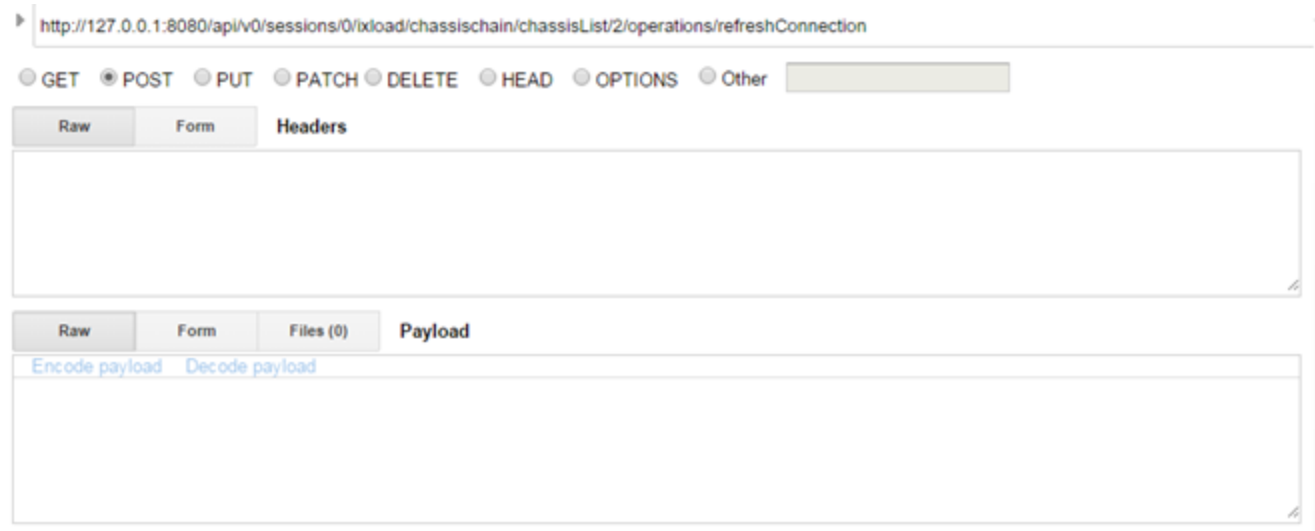 http://127.0.0.1:8080/api/v0/sessions/0/ixload/chassischain/chassisList/2/operations/refreshConnection
GET POST PUT PATCH DELETE HEAD OPTIONS Other
Raw Form Headers
Raw Form Files (0) Payload
Encode payload Decode payload